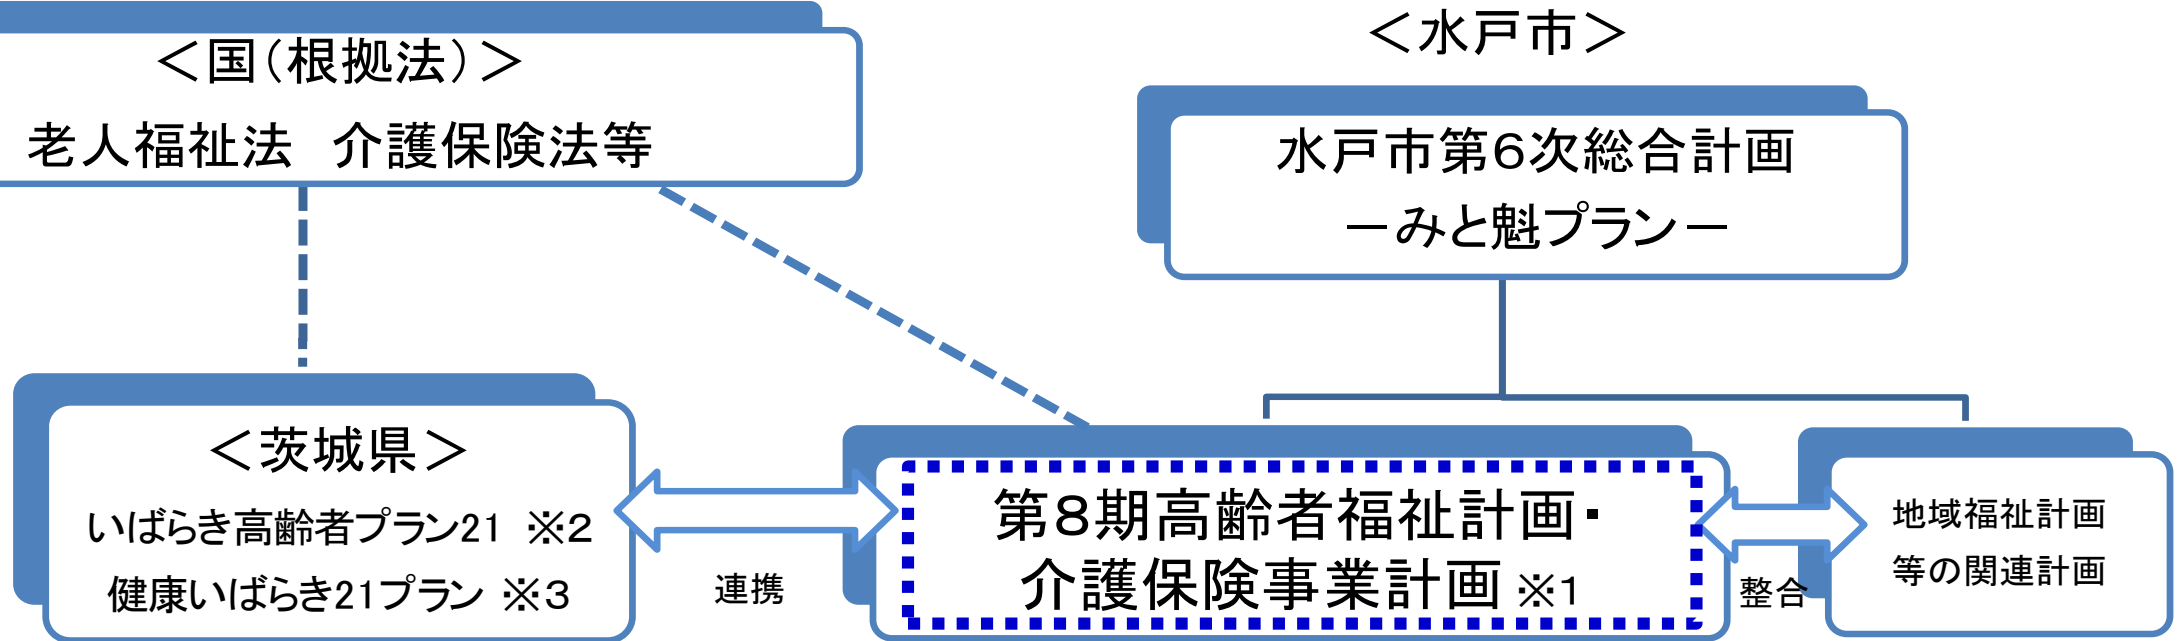 ＜国（根拠法）＞
老人福祉法　介護保険法等
＜水戸市＞
水戸市第６次総合計画
－みと魁プラン－
＜茨城県＞
いばらき高齢者プラン21　※２
健康いばらき21プラン　※３
連携
第８期高齢者福祉計画・
介護保険事業計画 ※１
整合
地域福祉計画
等の関連計画